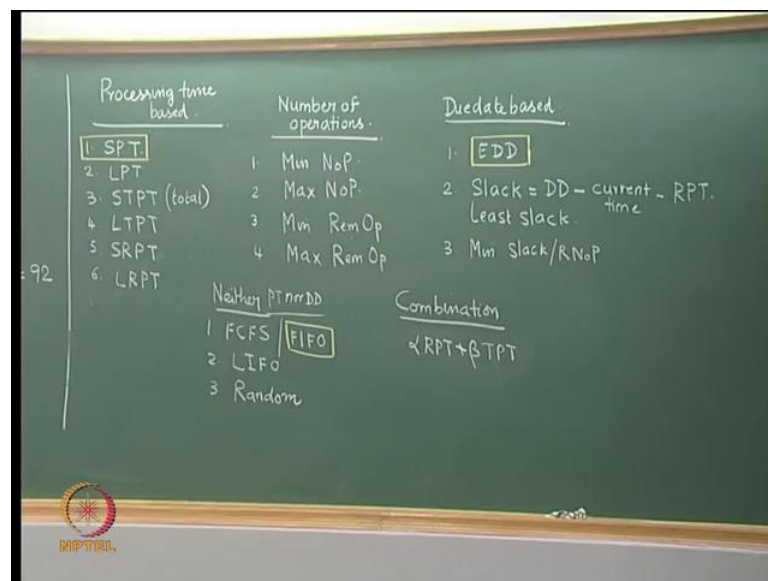 Processing time
based.
1. SPT.
2. LPT
3. STPT (total)
4 LTPT
5. SRPT
6. LRPT
= 92
Number of
operations.
1. Min NoP.
2 Max NoP.
3 Min Rem Op
4 Max Rem Op
Duedate based.
1. EDD
2. Slack = DD - current time - RPT.
Least slack.
3 Min Slack/RNoP
Neither PT nor DD
1 FCFS / FIFO
2. LIFO
3 Random
Combination
αRPT+βTPT
NPTEL